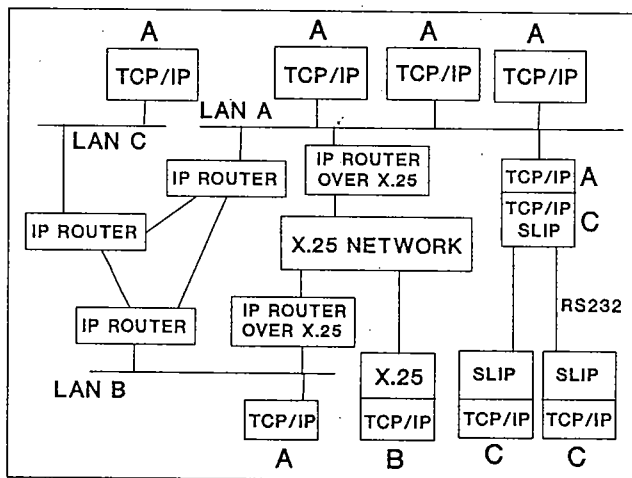 A
A
A
A
TCP/IP
TCP/IP
TCP/IP
TCP/IP
LAN A
LAN C
IP ROUTER
OVER X.25
IP ROUTER
TCP/IP
A
TCP/IP
SLIP
C
IP ROUTER
X.25 NETWORK
IP ROUTER
IP ROUTER
OVER X.25
RS232
LAN B
X.25
SLIP
SLIP
TCP/IP
TCP/IP
TCP/IP
TCP/IP
A
B
C
C